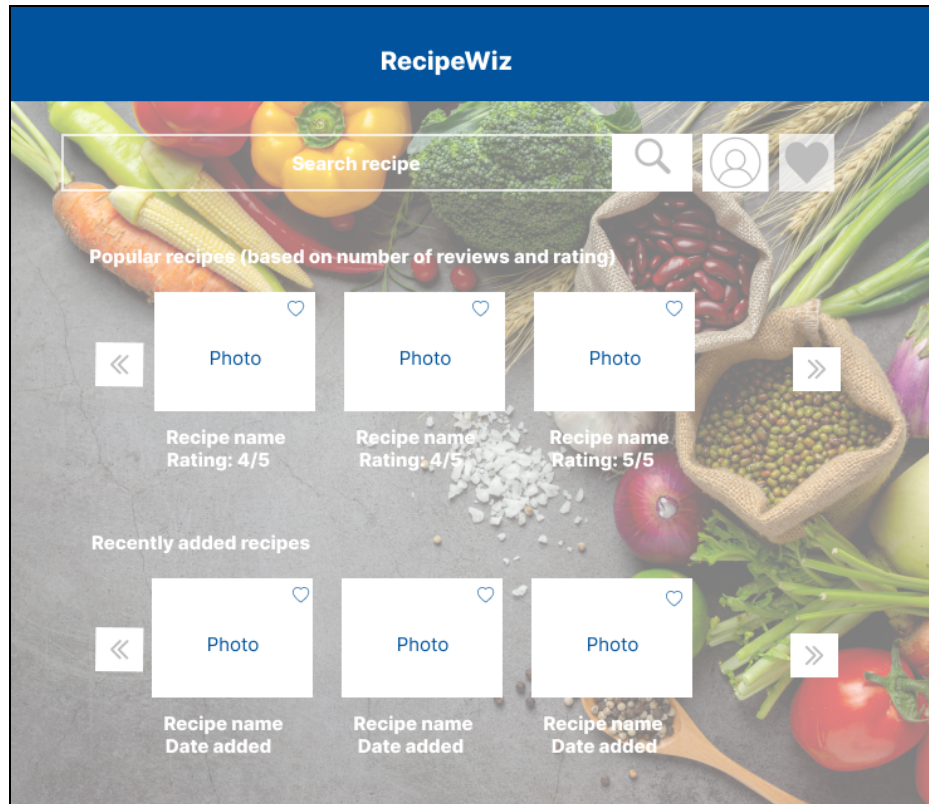 RecipeWiz
Search recipe
Popular recipes (based on number of reviews and rating)
Photo
Photo
Photo
Recipe name
Rating: 4/5
Recipe name
Rating: 4/5
Recipe name
Rating: 5/5
Recently added recipes
Photo
Photo
Photo
Recipe name
Date added
Recipe name
Date added
Recipe name
Date added